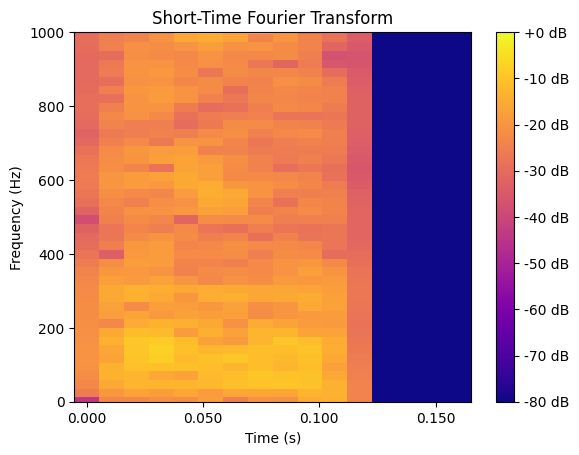 Short-Time Fourier Transform
1000
800
600
400
200
0
Frequency (Hz)
0.000
0.050
0.100
0.150
Time (s)
+0 dB
-10 dB
-20 dB
-30 dB
-40 dB
-50 dB
-60 dB
-70 dB
-80 dB